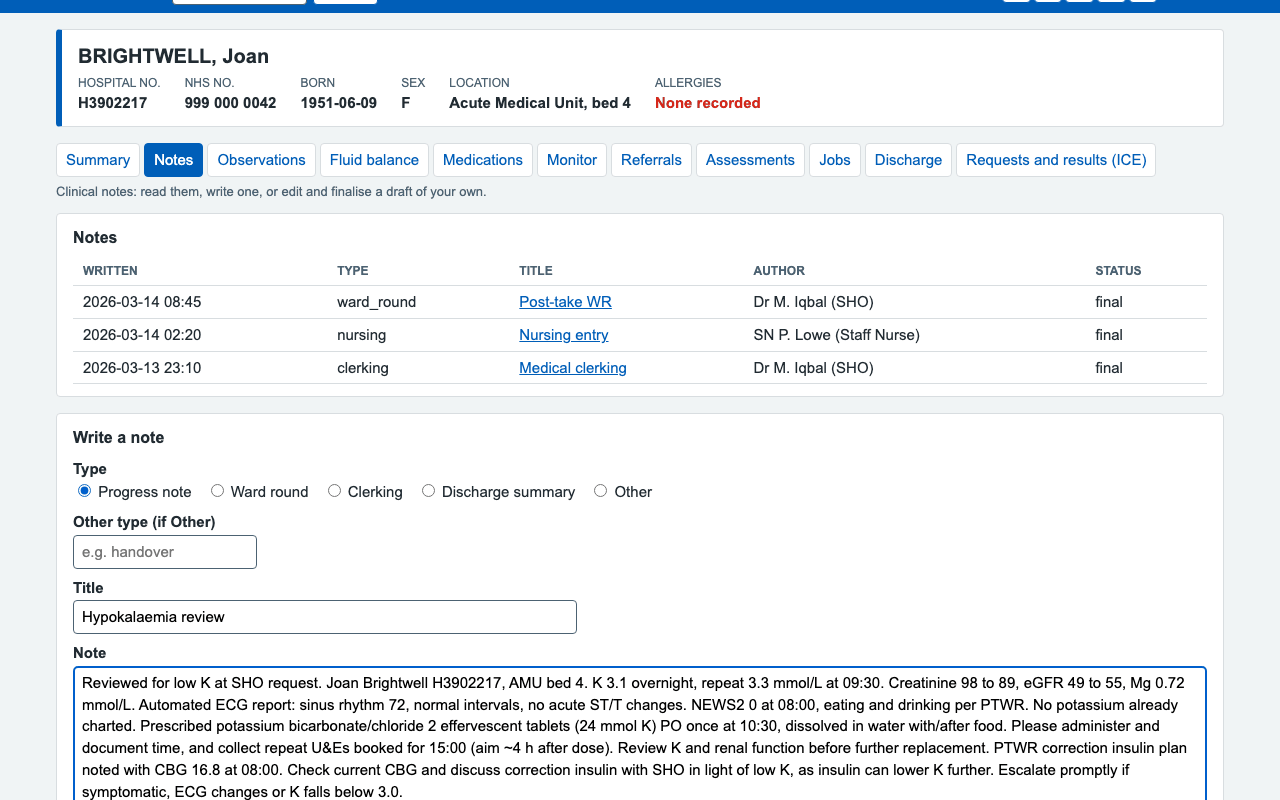 BRIGHTWELL, Joan
HOSPITAL NO. NHS NO. BORN SEX LOCATION ALLERGIES
H3902217 999 000 0042 1951-06-09 F Acute Medical Unit, bed 4 None recorded
Summary Notes Observations Fluid balance Medications Monitor Referrals Assessments Jobs Discharge Requests and results (ICE)
Clinical notes: read them, write one, or edit and finalise a draft of your own.
Notes
WRITTEN TYPE TITLE AUTHOR STATUS
2026-03-14 08:45 ward_round Post-take WR Dr M. Iqbal (SHO) final
2026-03-14 02:20 nursing Nursing entry SN P. Lowe (Staff Nurse) final
2026-03-13 23:10 clerking Medical clerking Dr M. Iqbal (SHO) final
Write a note
Type
Progress note Ward round Clerking Discharge summary Other
Other type (if Other)
e.g. handover
Title
Hypokalaemia review
Note
Reviewed for low K at SHO request. Joan Brightwell H3902217, AMU bed 4. K 3.1 overnight, repeat 3.3 mmol/L at 09:30. Creatinine 98 to 89, eGFR 49 to 55, Mg 0.72
mmol/L. Automated ECG report: sinus rhythm 72, normal intervals, no acute ST/T changes. NEWS2 0 at 08:00, eating and drinking per PTWR. No potassium already
charted. Prescribed potassium bicarbonate/chloride 2 effervescent tablets (24 mmol K) PO once at 10:30, dissolved in water with/after food. Please administer and
document time, and collect repeat U&Es booked for 15:00 (aim ~4 h after dose). Review K and renal function before further replacement. PTWR correction insulin plan
noted with CBG 16.8 at 08:00. Check current CBG and discuss correction insulin with SHO in light of low K, as insulin can lower K further. Escalate promptly if
symptomatic, ECG changes or K falls below 3.0.